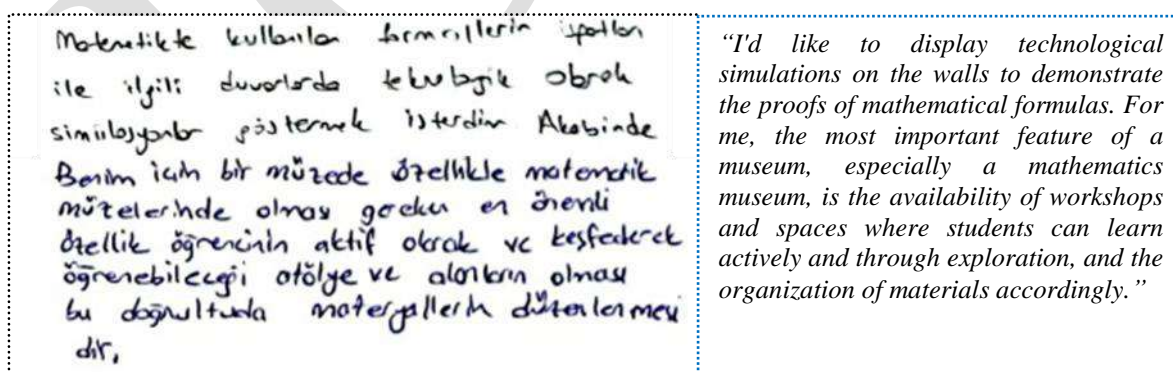 Matematikte kullanılan formüllerin ispatları
ile ilgili duvarlarda teknolojik olarak
simülasyonlar göstermek isterdim Akabinde
Benim için bir müzede özellikle matematik
müzelerinde olması gereken en önemli
özellik öğrencinin aktif olarak ve keşfederek
öğrenebileceği atölye ve alanların olması
bu doğrultuda materyallerin düzenlenmesi
dir.
“I'd like to display technological
simulations on the walls to demonstrate
the proofs of mathematical formulas. For
me, the most important feature of a
museum, especially a mathematics
museum, is the availability of workshops
and spaces where students can learn
actively and through exploration, and the
organization of materials accordingly.”